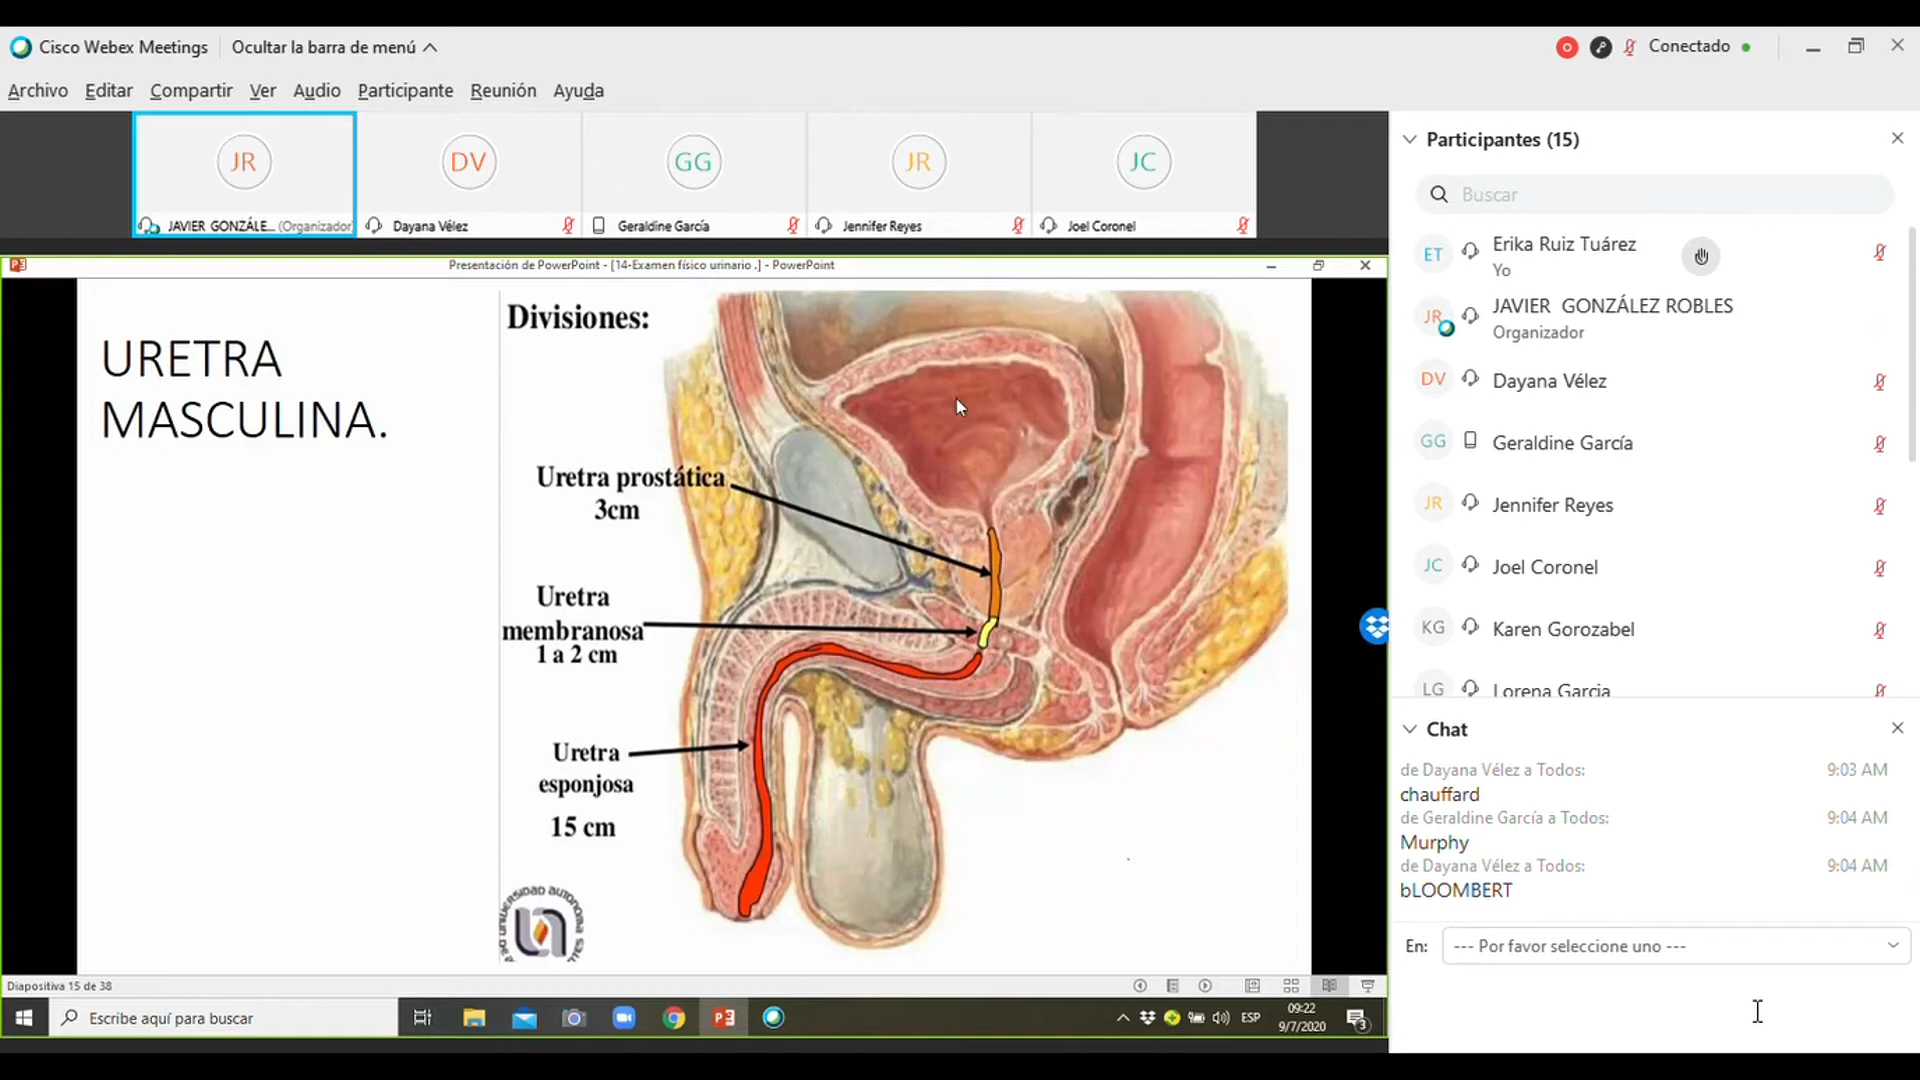 Cisco Webex Meetings
Ocultar la barra de menú
Conectado
Archivo Editar Compartir Ver Audio Participante Reunión Ayuda
JR DV GG JR JC
JAVIER GONZÁLE... (Organizador)
Dayana Vélez
Geraldine García
Jennifer Reyes
Joel Coronel
Presentación de PowerPoint - [14-Examen físico urinario .] - PowerPoint
URETRA
MASCULINA.
Divisiones:
Uretra prostática
3cm
Uretra
membranosa
1 a 2 cm
Uretra
esponjosa
15 cm
Diapositiva 15 de 38
Escribe aquí para buscar
ESP
09:22
9/7/2020
3
Participantes (15)
Buscar
ET Erika Ruiz Tuárez
Yo
JR JAVIER GONZÁLEZ ROBLES
Organizador
DV Dayana Vélez
GG Geraldine García
JR Jennifer Reyes
JC Joel Coronel
KG Karen Gorozabel
LG Lorena Garcia
Chat
de Dayana Vélez a Todos: 9:03 AM
chauffard
de Geraldine García a Todos: 9:04 AM
Murphy
de Dayana Vélez a Todos: 9:04 AM
bLOOMBERT
En: --- Por favor seleccione uno ---